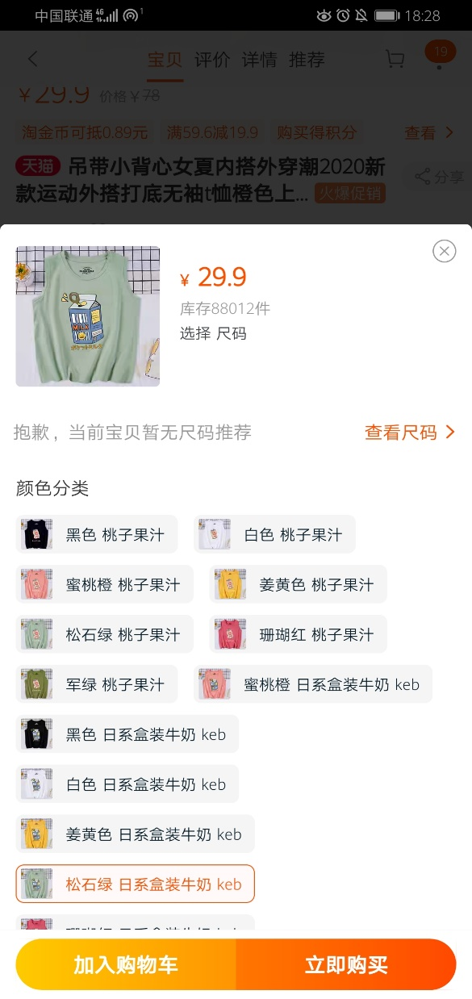 中国联通 4G 1 18:28
宝贝 评价 详情 推荐 19
￥29.9 价格￥78
淘金币可抵0.89元 满59.6减19.9 购买得积分 查看
天猫 吊带小背心女夏内搭外穿潮2020新
分享
款运动外搭打底无袖t恤橙色上... 火爆促销
MILK
￥ 29.9
库存88012件
选择 尺码
抱歉，当前宝贝暂无尺码推荐 查看尺码
颜色分类
黑色 桃子果汁 白色 桃子果汁
蜜桃橙 桃子果汁 姜黄色 桃子果汁
松石绿 桃子果汁 珊瑚红 桃子果汁
军绿 桃子果汁 蜜桃橙 日系盒装牛奶 keb
黑色 日系盒装牛奶 keb
白色 日系盒装牛奶 keb
姜黄色 日系盒装牛奶 keb
松石绿 日系盒装牛奶 keb
加入购物车 立即购买